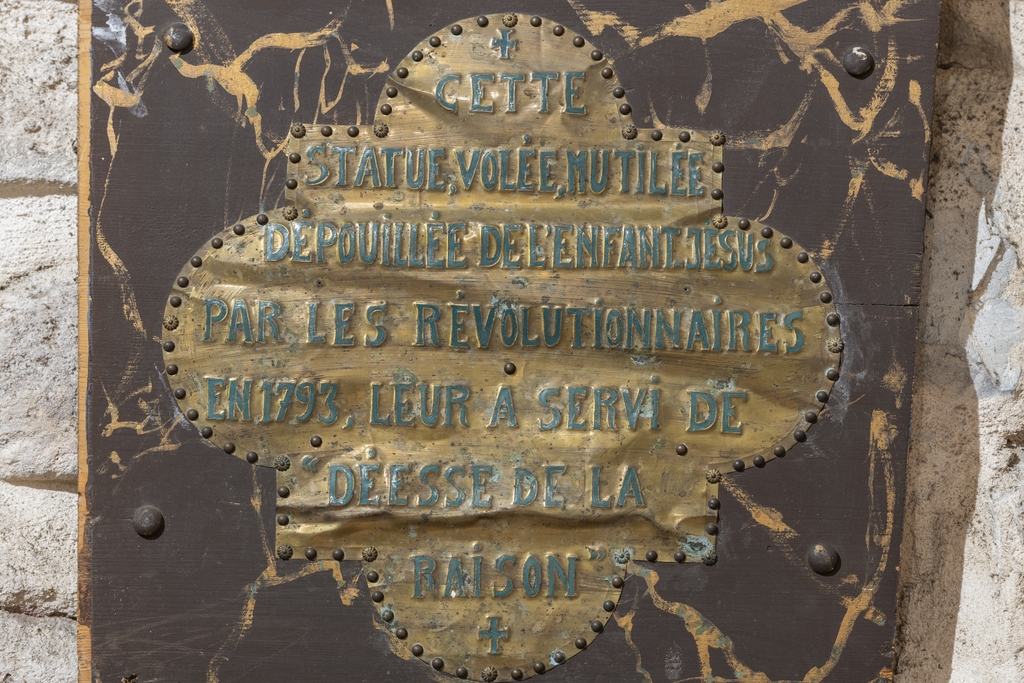 +
CETTE
STATUE, VOLÉE, MUTILÉE
DÉPOUILLÉE DE L'ENFANT JÉSUS
PAR LES RÉVOLUTIONNAIRES
EN 1793, LEUR A SERVI DE
“DÉESSE DE LA
RAISON”
+